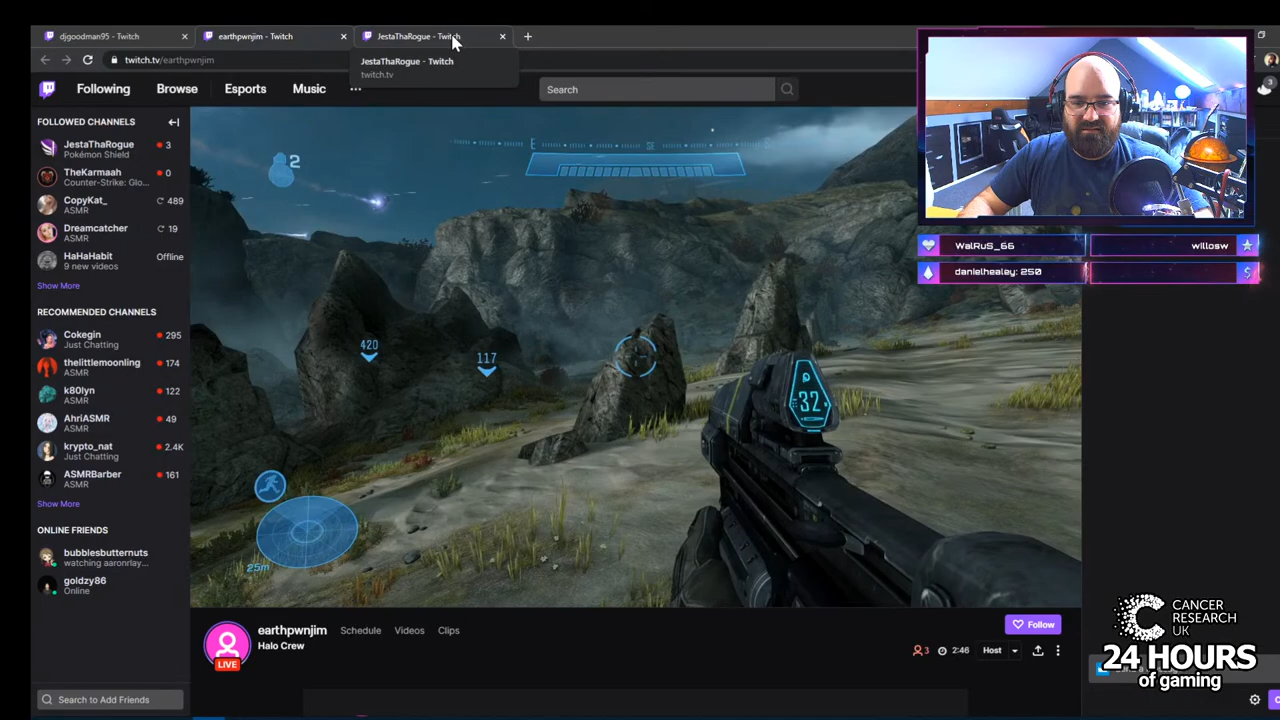 djgoodman95 - Twitch
earthpwnjim - Twitch
JestaThaRogue - Twitch
twitch.tv/earthpwnjim
JestaThaRogue - Twitch
twitch.tv
Following
Browse
Esports
Music
Search
3
FOLLOWED CHANNELS
JestaThaRogue 3
Pokémon Shield
TheKarmaah 0
Counter-Strike: Glo...
CopyKat_ 489
ASMR
Dreamcatcher 19
ASMR
HaHaHabit Offline
9 new videos
Show More
RECOMMENDED CHANNELS
Cokegin 295
Just Chatting
thelittlemoonling 174
ASMR
k80lyn 122
ASMR
AhriASMR 49
ASMR
krypto_nat 2.4K
Just Chatting
ASMRBarber 161
ASMR
Show More
ONLINE FRIENDS
bubblesbutternuts
watching aaronrlay...
goldzy86
Online
Search to Add Friends
2
E
SE
420
117
32
25m
WalRuS_66
willosw
danielhealey: 250
$
earthpwnjim Schedule Videos Clips
Halo Crew
LIVE
Follow
3 2:46 Host
CANCER
RESEARCH
UK
24 HOURS
of gaming